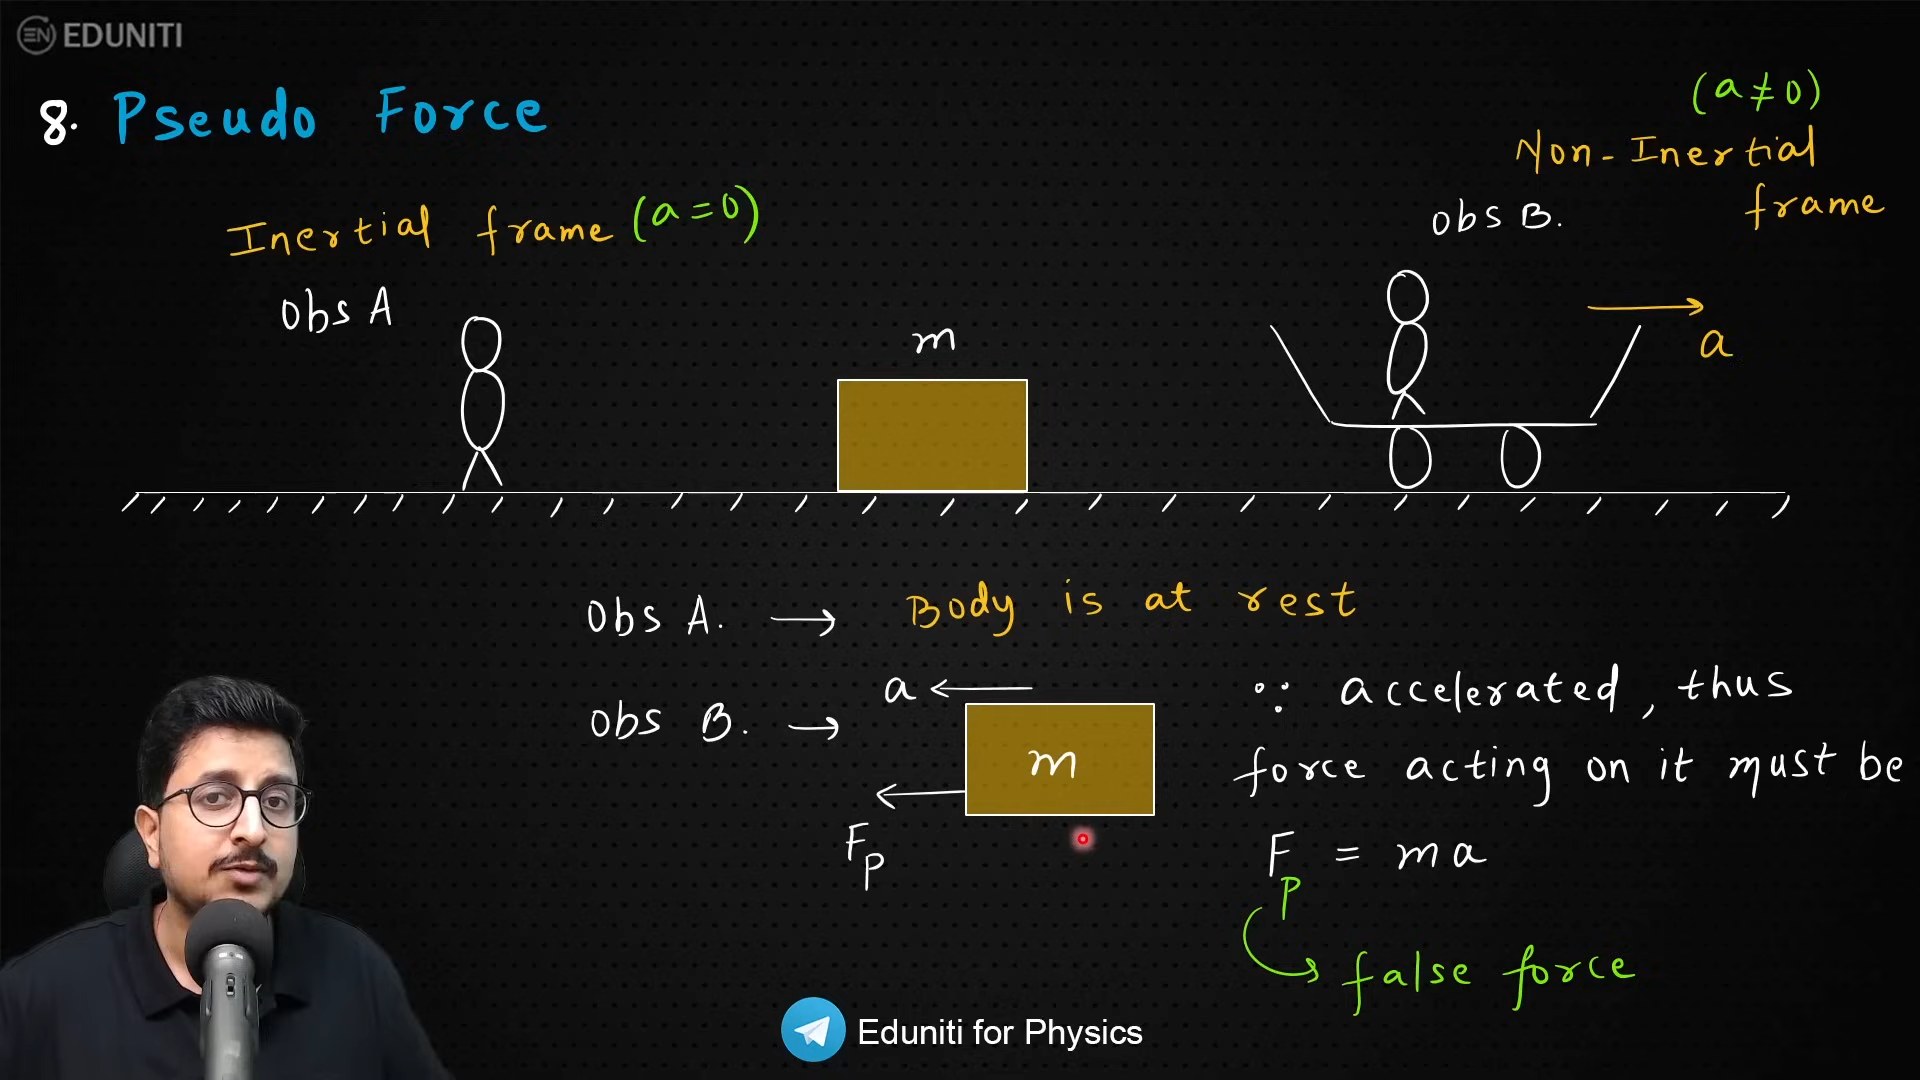 EN EDUNITI
8. Pseudo Force
(a≠0)
Non-Inertial
frame
Inertial frame (a=0)
obs B.
Obs A
m
a
Obs A. → Body is at rest
obs B. →
a ←
m
Fp
∵ accelerated, thus
force acting on it must be
Fp = ma
false force
Eduniti for Physics